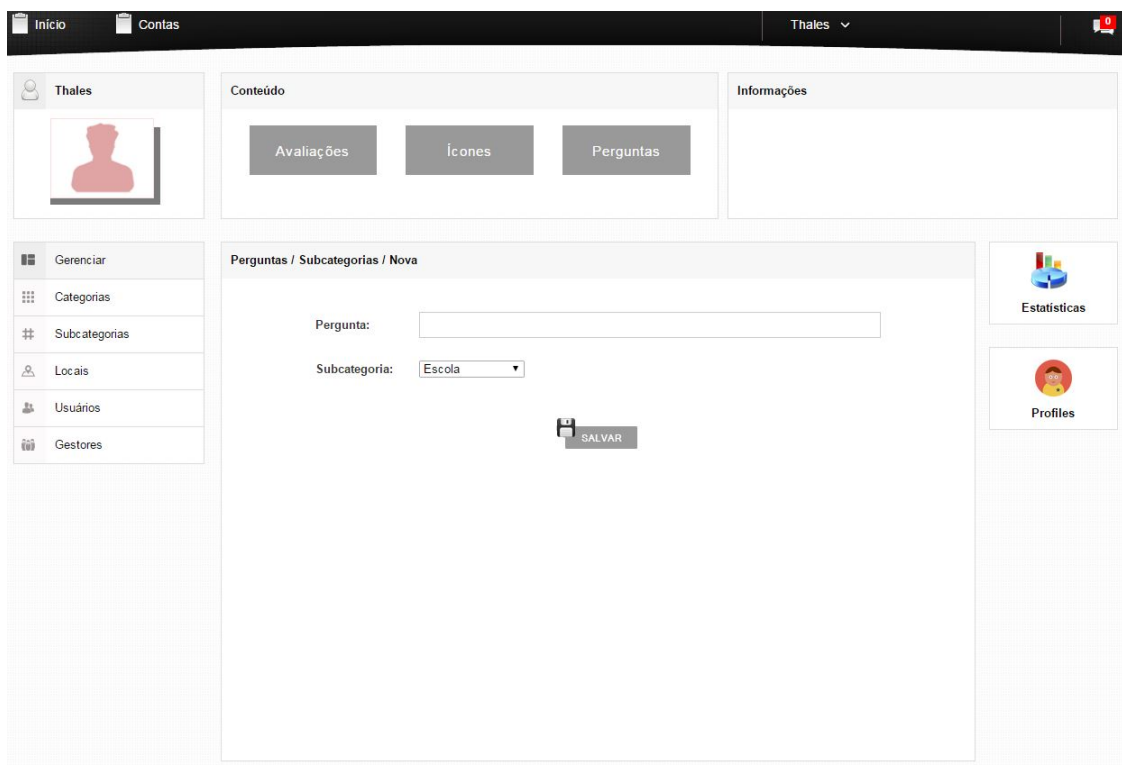 Início
Contas
Thales
0
Thales
Conteúdo
Informações
Avaliações
Ícones
Perguntas
Gerenciar
Categorias
Subcategorias
Locais
Usuários
Gestores
Perguntas / Subcategorias / Nova
Pergunta:
Subcategoria:
Escola
SALVAR
Estatísticas
Profiles